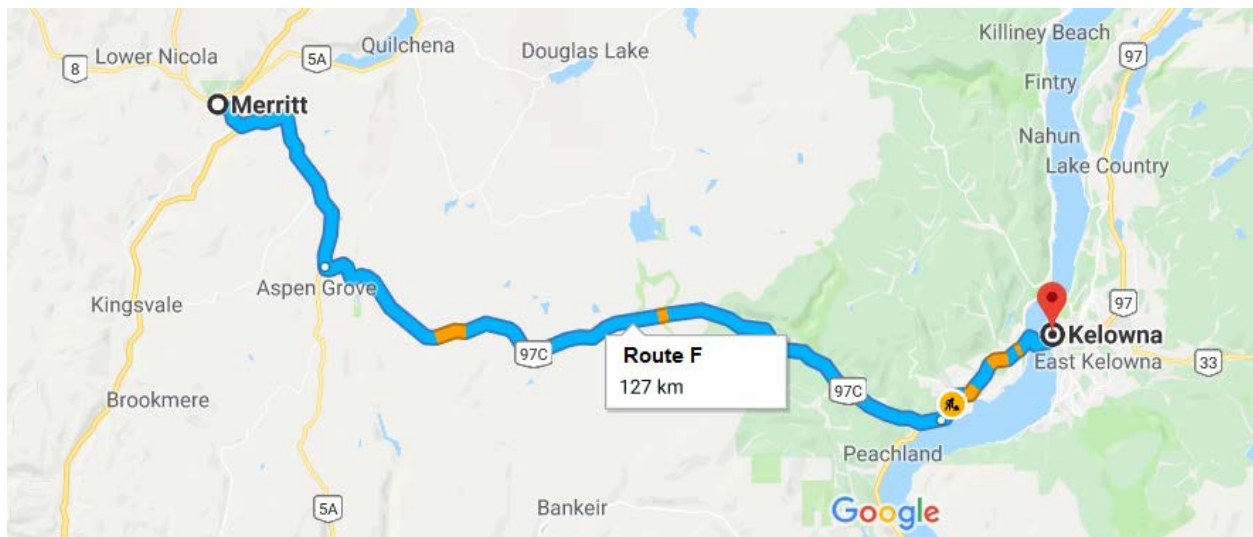 Killiney Beach
Lower Nicola
5A
Quilchena
Douglas Lake
97
8
Fintry
Merritt
Nahun
Lake Country
Aspen Grove
Kingsvale
97
97C
Route F
127 km
Kelowna
East Kelowna
33
97C
Brookmere
Peachland
5A
Bankeir
Google